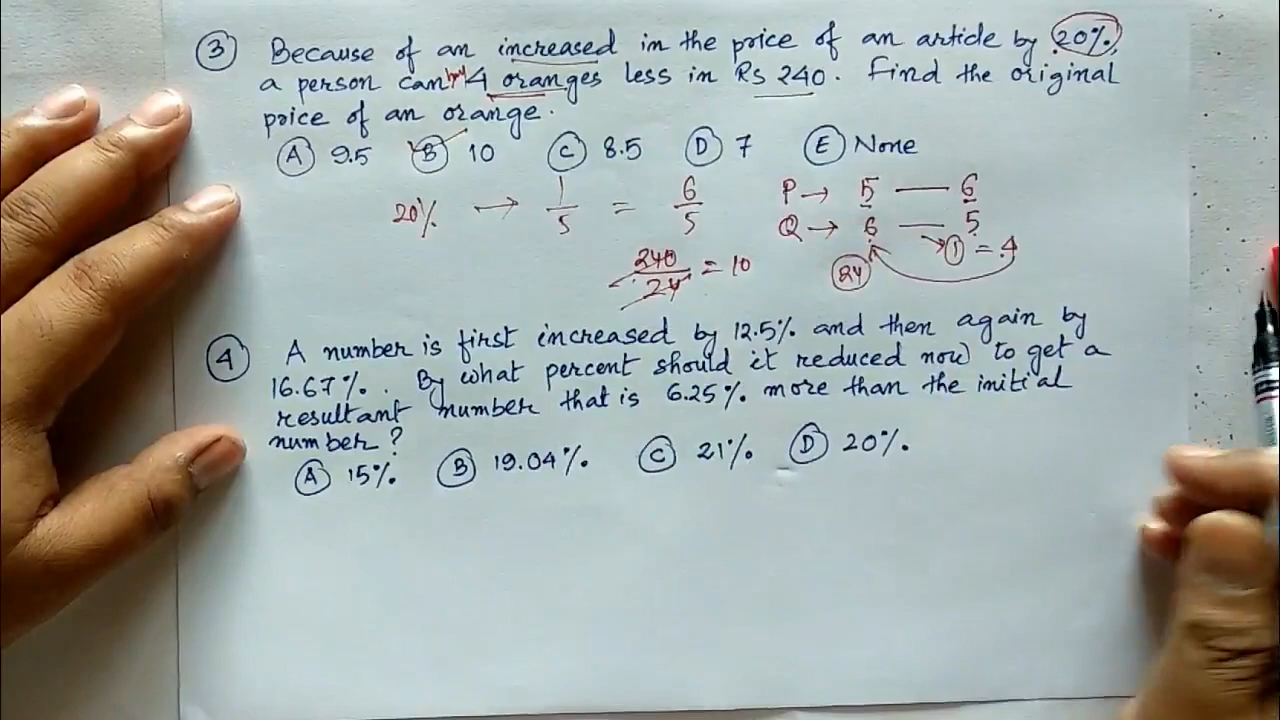 ③ Because of an increased in the price of an article by 20%.
a person can buy 4 oranges less in Rs 240. Find the original
price of an orange.
Ⓐ 9.5 Ⓑ 10 Ⓒ 8.5 Ⓓ 7 Ⓔ None
20% → 1/5 = 6/5
P → 5 — 6
Q → 6 — 5
→ ① = 4
240/24 = 10
㉔
④ A number is first increased by 12.5% and then again by
16.67%. By what percent should it reduced now to get a
resultant number that is 6.25% more than the initial
number?
Ⓐ 15% Ⓑ 19.04% Ⓒ 21% Ⓓ 20%.